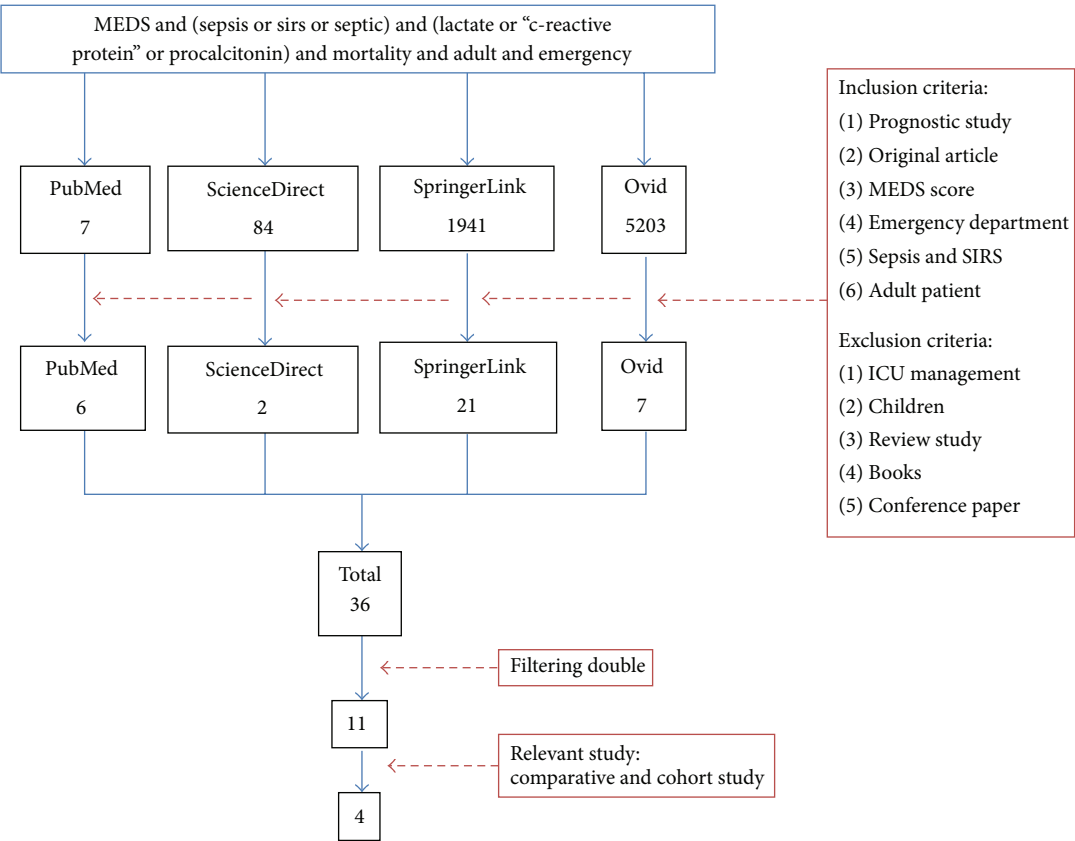 MEDS and (sepsis or sirs or septic) and (lactate or “c-reactive
protein” or procalcitonin) and mortality and adult and emergency
PubMed
7
ScienceDirect
84
SpringerLink
1941
Ovid
5203
Inclusion criteria:
(1) Prognostic study
(2) Original article
(3) MEDS score
(4) Emergency department
(5) Sepsis and SIRS
(6) Adult patient
Exclusion criteria:
(1) ICU management
(2) Children
(3) Review study
(4) Books
(5) Conference paper
PubMed
6
ScienceDirect
2
SpringerLink
21
Ovid
7
Total
36
Filtering double
11
Relevant study:
comparative and cohort study
4